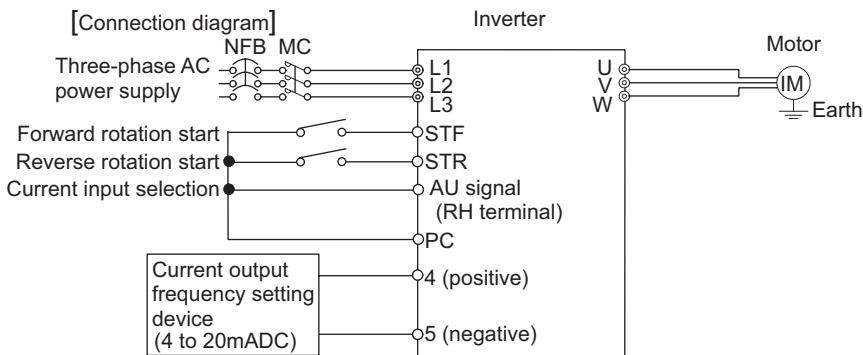 [Connection diagram]
Inverter
NFB MC
Motor
Three-phase AC
power supply
L1
L2
L3
U
V
W
IM
Earth
Forward rotation start
STF
Reverse rotation start
STR
Current input selection
AU signal
(RH terminal)
PC
Current output
frequency setting
device
(4 to 20mADC)
4 (positive)
5 (negative)